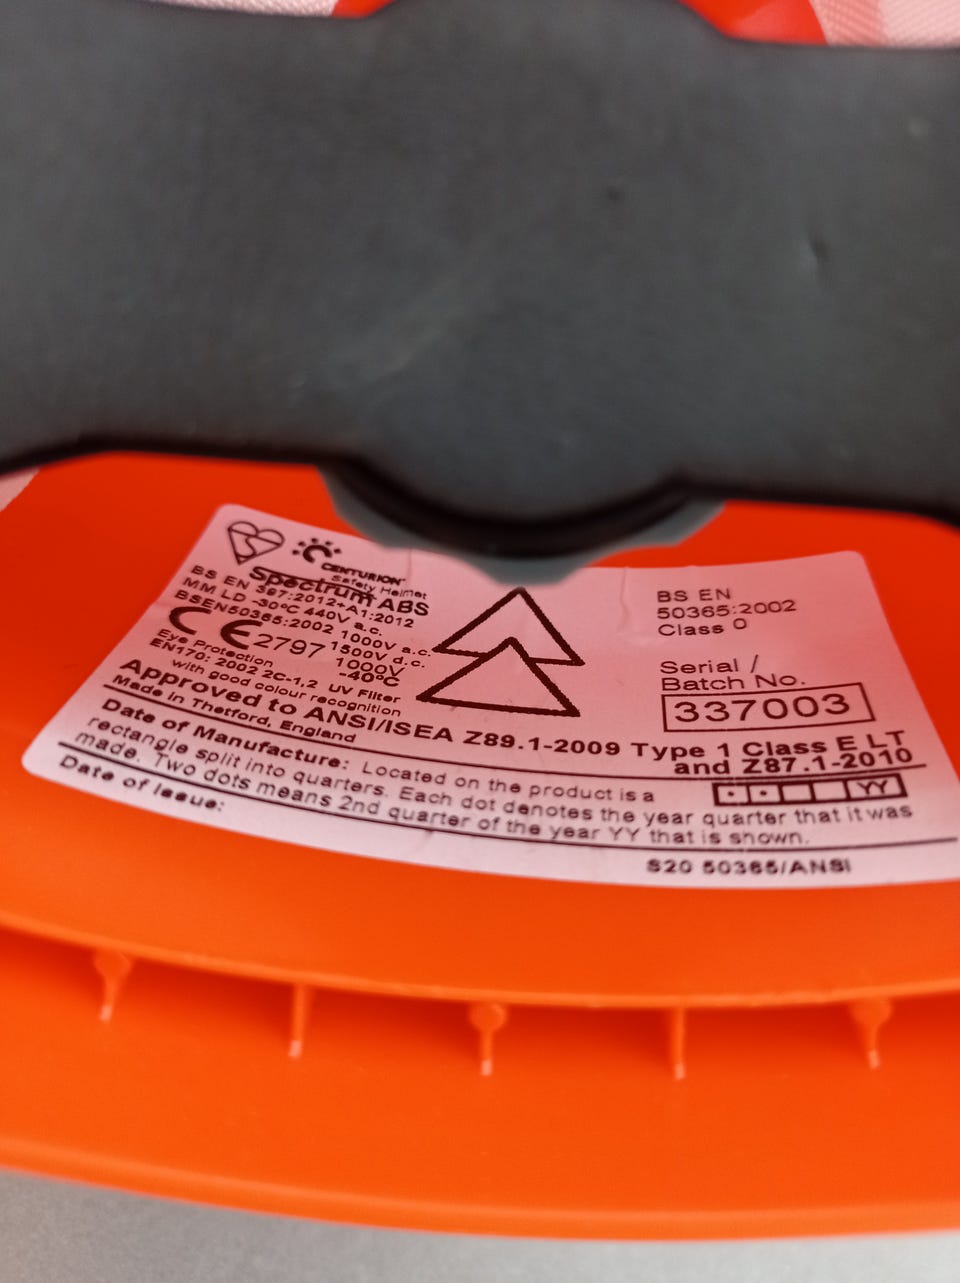 CENTURION
Safety Helmet
Spectrum ABS
BS EN 397:2012+A1:2012
MM LD -30°C 440V a.c.
BSEN50365:2002 1000V a.c.
1500V d.c.
CE 2797 1000V
-40°C
Eye Protection
EN170: 2002 2C-1.2 UV Filter
with good colour recognition
BS EN
50365:2002
Class 0
Serial /
Batch No.
337003
Approved to ANSI/ISEA Z89.1-2009 Type 1 Class E LT
and Z87.1-2010
Made in Thetford, England
Date of Manufacture: Located on the product is a
YY
rectangle split into quarters. Each dot denotes the year quarter that it was
made. Two dots means 2nd quarter of the year YY that is shown.
Date of Issue:
S20 50365/ANSI